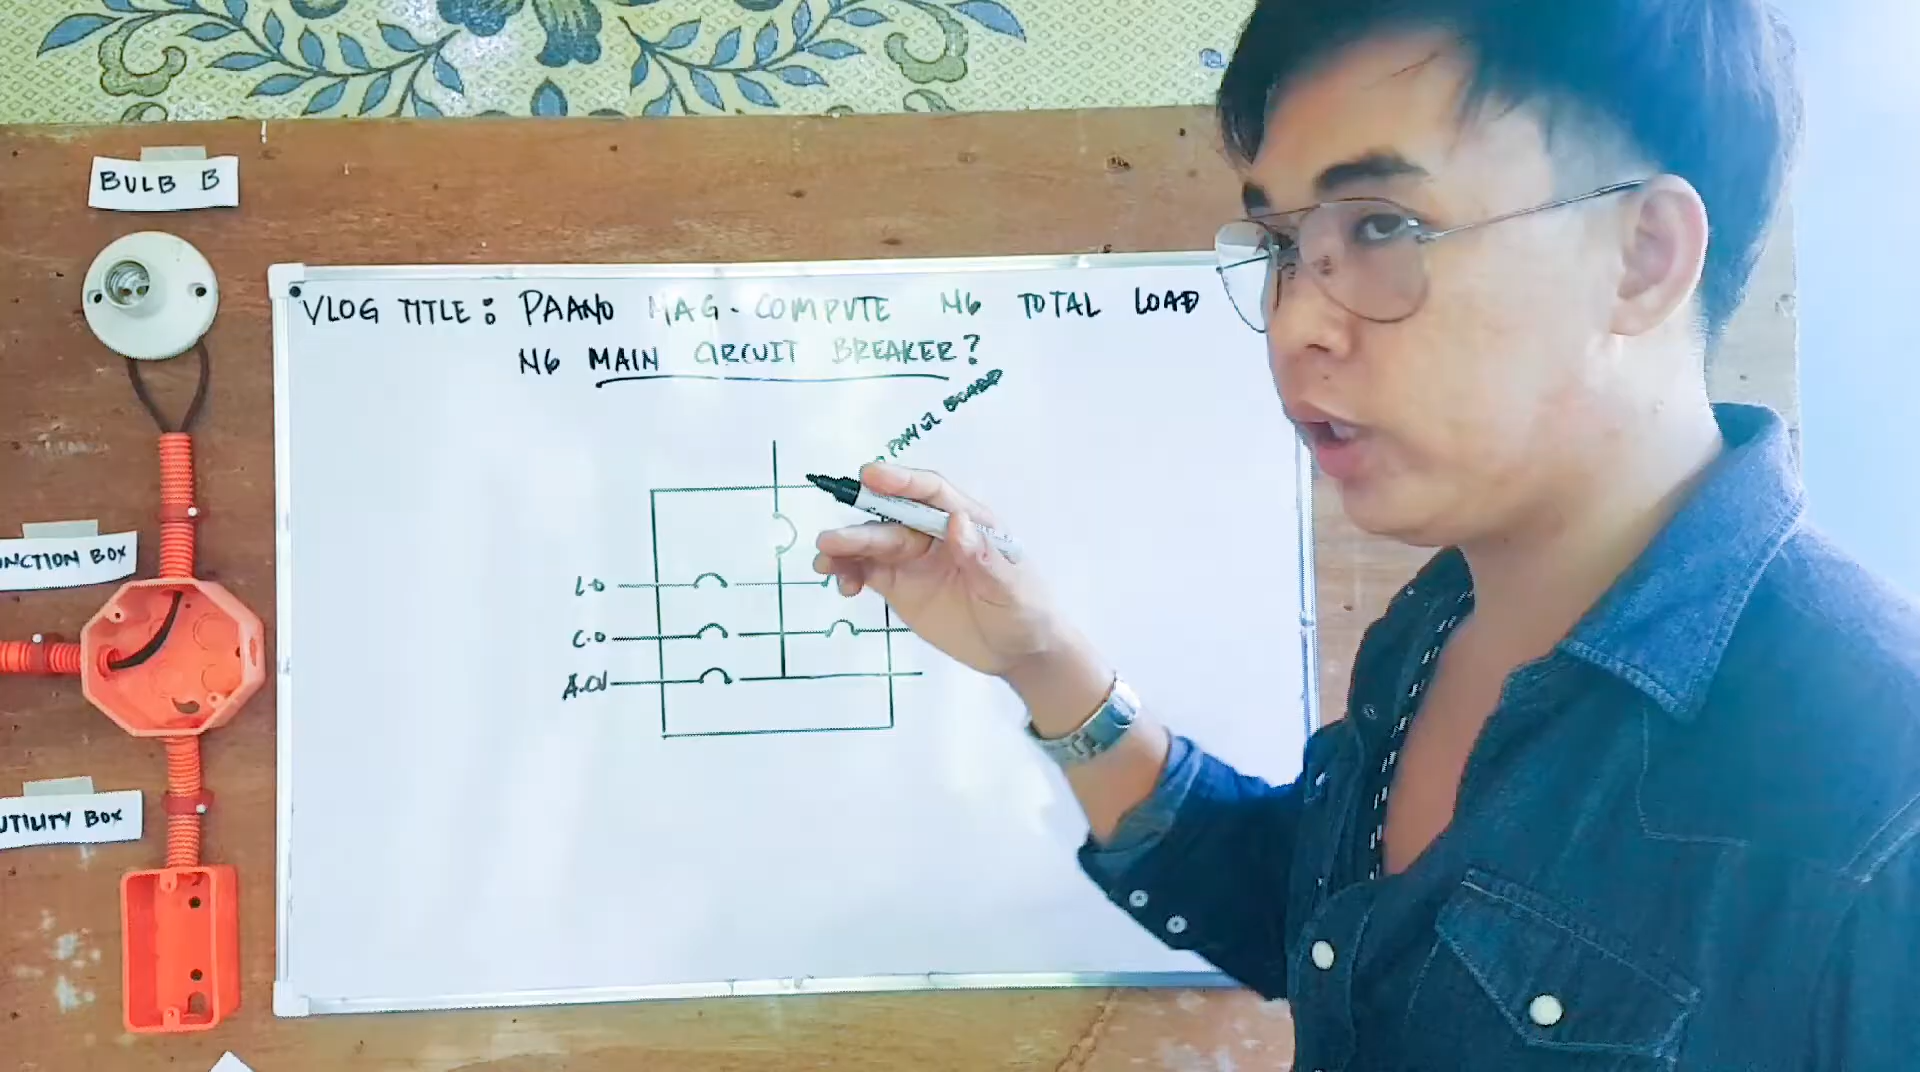 BULB B
VLOG TITLE: PAANO MAG-COMPUTE NG TOTAL LOAD
NG MAIN CIRCUIT BREAKER?
PANEL BOARD
L.O
C.O
A.CU
UNCTION BOX
UTILITY BOX